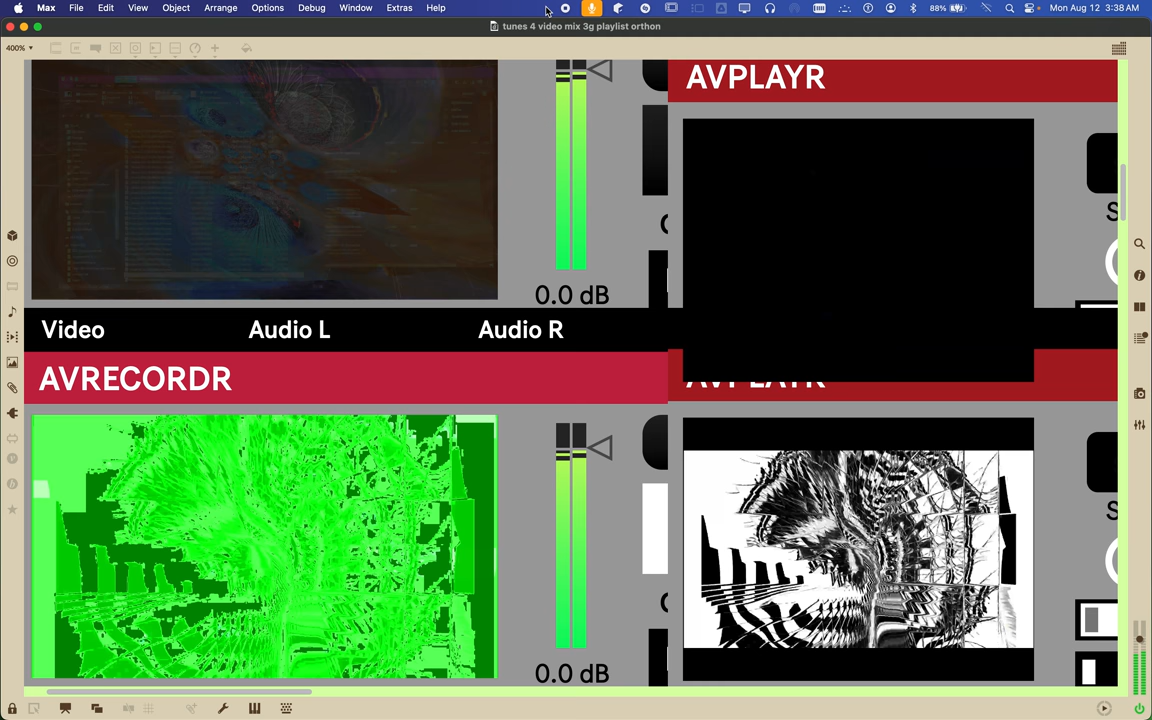 Max File Edit View Object Arrange Options Debug Window Extras Help 88% Mon Aug 12 3:38 AM
tunes 4 video mix 3g playlist orthon
400%
AVPLAYR
0.0 dB
Video Audio L Audio R
AVRECORDR
AVPLAYR
0.0 dB